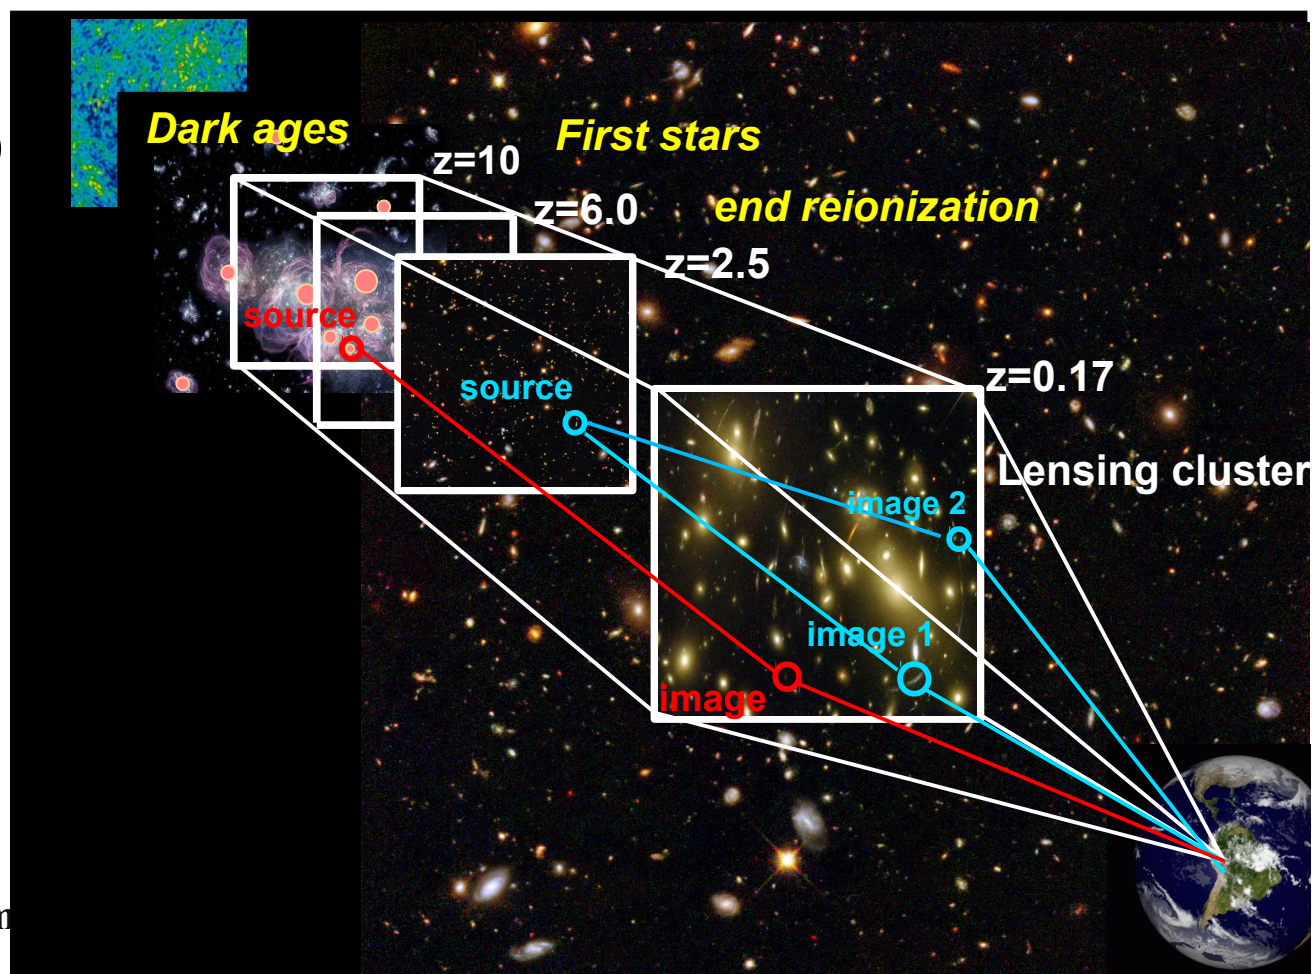 )
Dark ages
First stars
z=10
z=6.0
end reionization
z=2.5
source
z=0.17
source
Lensing cluster
image 2
image 1
image